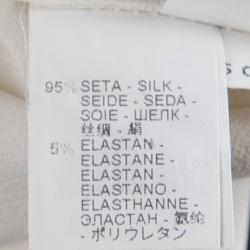 95% SETA - SILK -
SEIDE - SEDA -
SOIE - ШЕЛК -
丝绸 - 絹
5% ELASTAN -
ELASTANE -
ELASTAN -
ELASTANO -
ELASTHANNE -
ЭЛАСТАН - 氨纶
- ポリウレタン